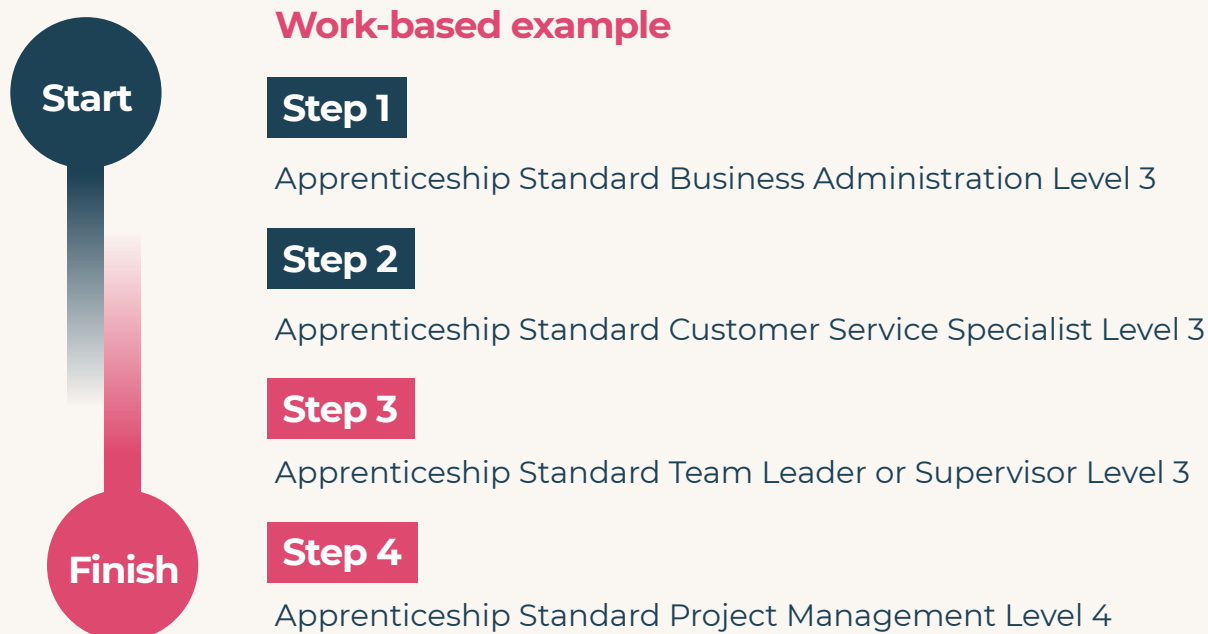 Work-based example
Start
Step 1
Apprenticeship Standard Business Administration Level 3
Step 2
Apprenticeship Standard Customer Service Specialist Level 3
Step 3
Apprenticeship Standard Team Leader or Supervisor Level 3
Step 4
Finish
Apprenticeship Standard Project Management Level 4